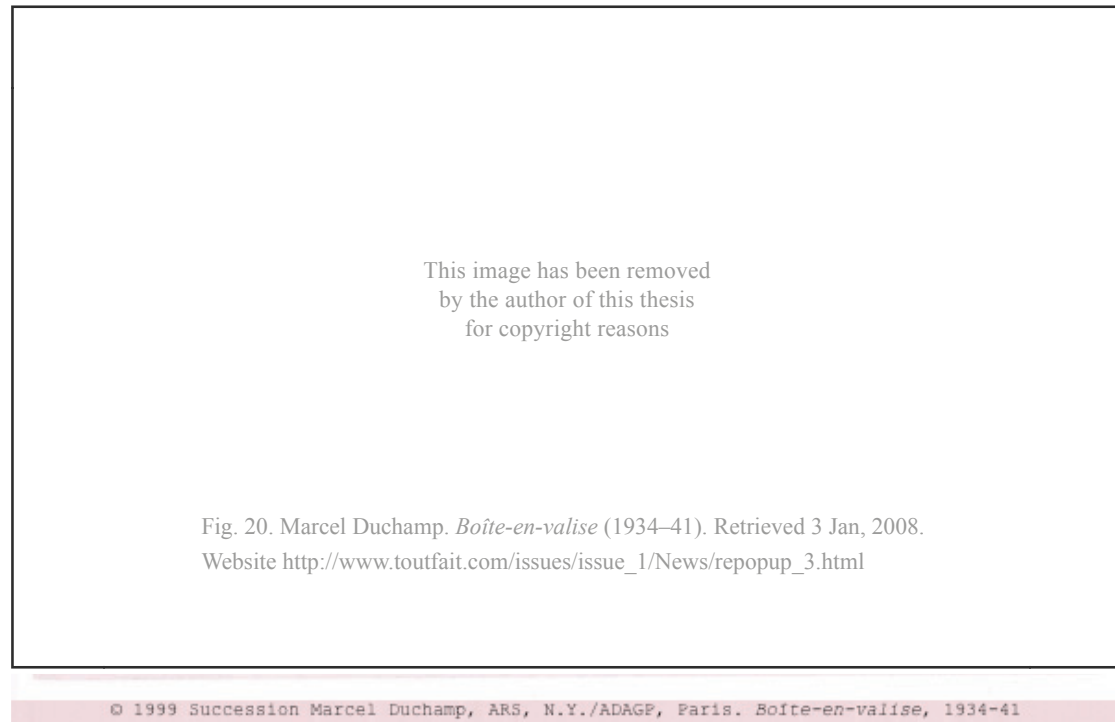 This image has been removed
by the author of this thesis
for copyright reasons
Fig. 20. Marcel Duchamp. Boîte-en-valise (1934–41). Retrieved 3 Jan, 2008.
Website http://www.toutfait.com/issues/issue_1/News/repopup_3.html
© 1999 Succession Marcel Duchamp, ARS, N.Y./ADAGP, Paris. Boîte-en-valise, 1934-41